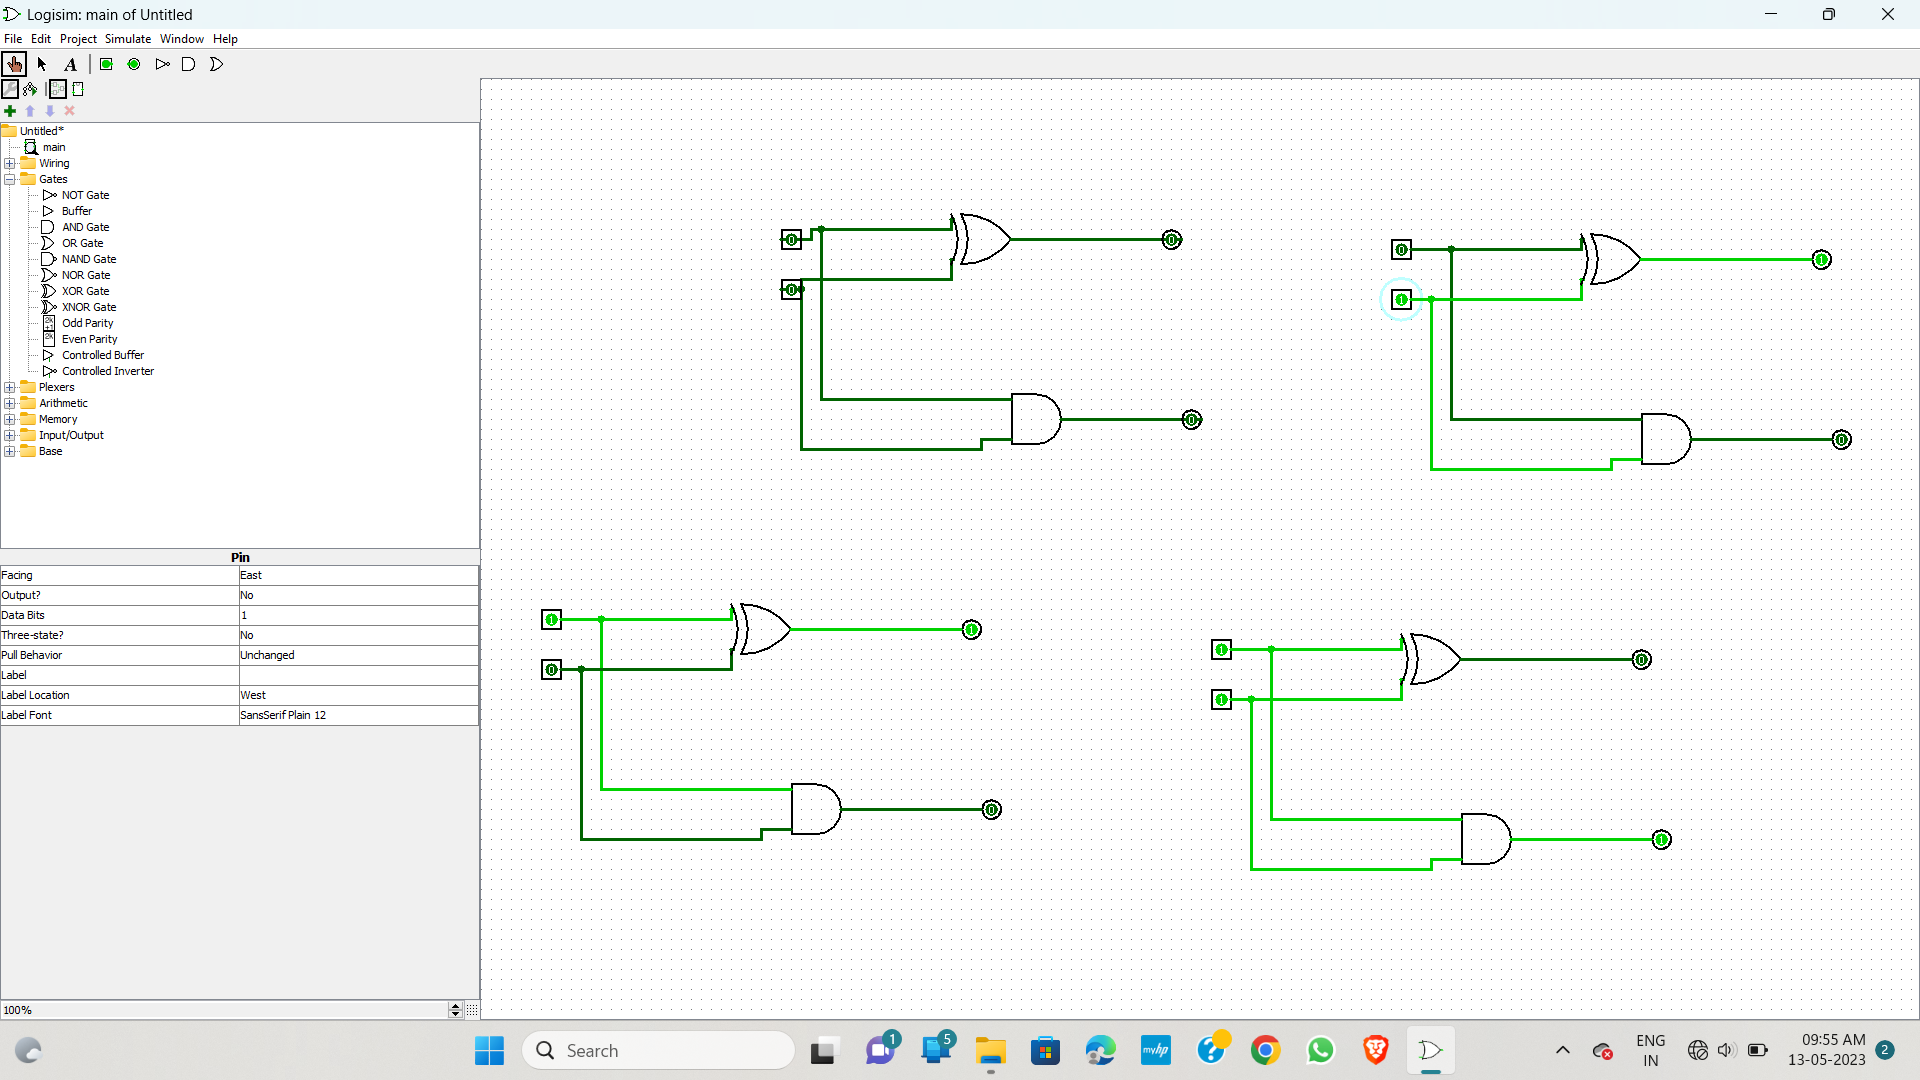 Logisim: main of Untitled
File Edit Project Simulate Window Help
A
Untitled*
main
Wiring
Gates
NOT Gate
Buffer
AND Gate
OR Gate
NAND Gate
NOR Gate
XOR Gate
XNOR Gate
Odd Parity
Even Parity
Controlled Buffer
Controlled Inverter
Plexers
Arithmetic
Memory
Input/Output
Base
Pin
Facing East
Output? No
Data Bits 1
Three-state? No
Pull Behavior Unchanged
Label
Label Location West
Label Font SansSerif Plain 12
100%
0 0
0
0
0 1
1
0
1 1
0
0
1 0
1
1
Search
1
5
myhp
?
ENG
IN
09:55 AM
13-05-2023
2